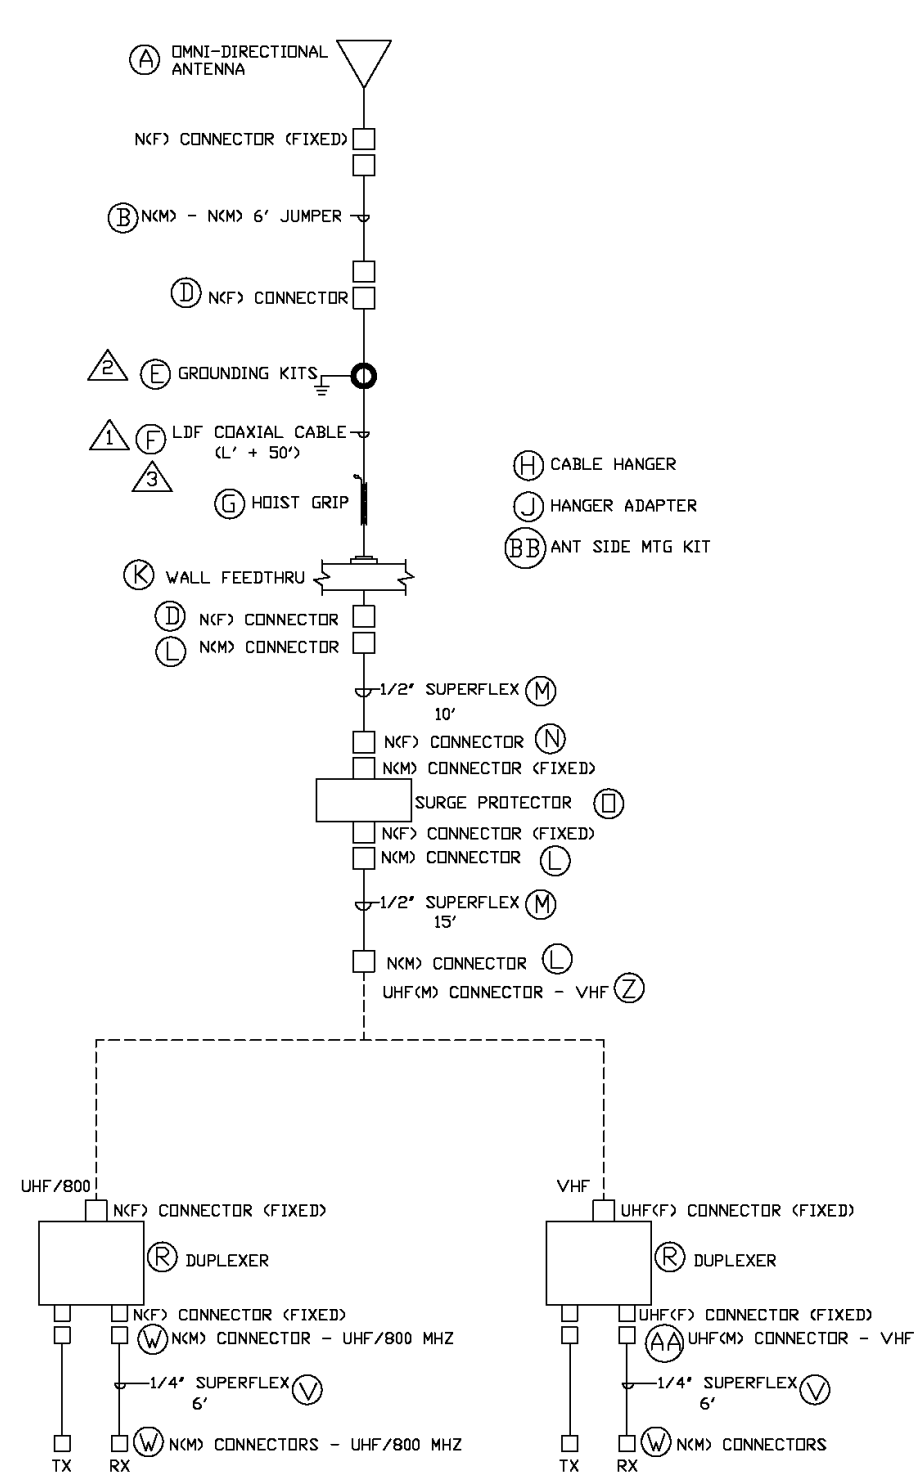 A OMNI-DIRECTIONAL
ANTENNA
N(F) CONNECTOR (FIXED)
B N(M) - N(M) 6' JUMPER
D N(F) CONNECTOR
2 E GROUNDING KITS
1 F LDF COAXIAL CABLE
(L' + 50')
3
G HOIST GRIP
H CABLE HANGER
J HANGER ADAPTER
BB ANT SIDE MTG KIT
K WALL FEEDTHRU
D N(F) CONNECTOR
L N(M) CONNECTOR
1/2" SUPERFLEX M
10'
N(F) CONNECTOR N
N(M) CONNECTOR (FIXED)
SURGE PROTECTOR O
N(F) CONNECTOR (FIXED)
N(M) CONNECTOR L
1/2" SUPERFLEX M
15'
N(M) CONNECTOR L
UHF(M) CONNECTOR - VHF Z
UHF/800
N(F) CONNECTOR (FIXED)
R DUPLEXER
N(F) CONNECTOR (FIXED)
W N(M) CONNECTOR - UHF/800 MHZ
1/4" SUPERFLEX V
6'
W N(M) CONNECTORS - UHF/800 MHZ
TX RX
VHF
UHF(F) CONNECTOR (FIXED)
R DUPLEXER
UHF(F) CONNECTOR (FIXED)
AA UHF(M) CONNECTOR - VHF
1/4" SUPERFLEX V
6'
W N(M) CONNECTORS
TX RX